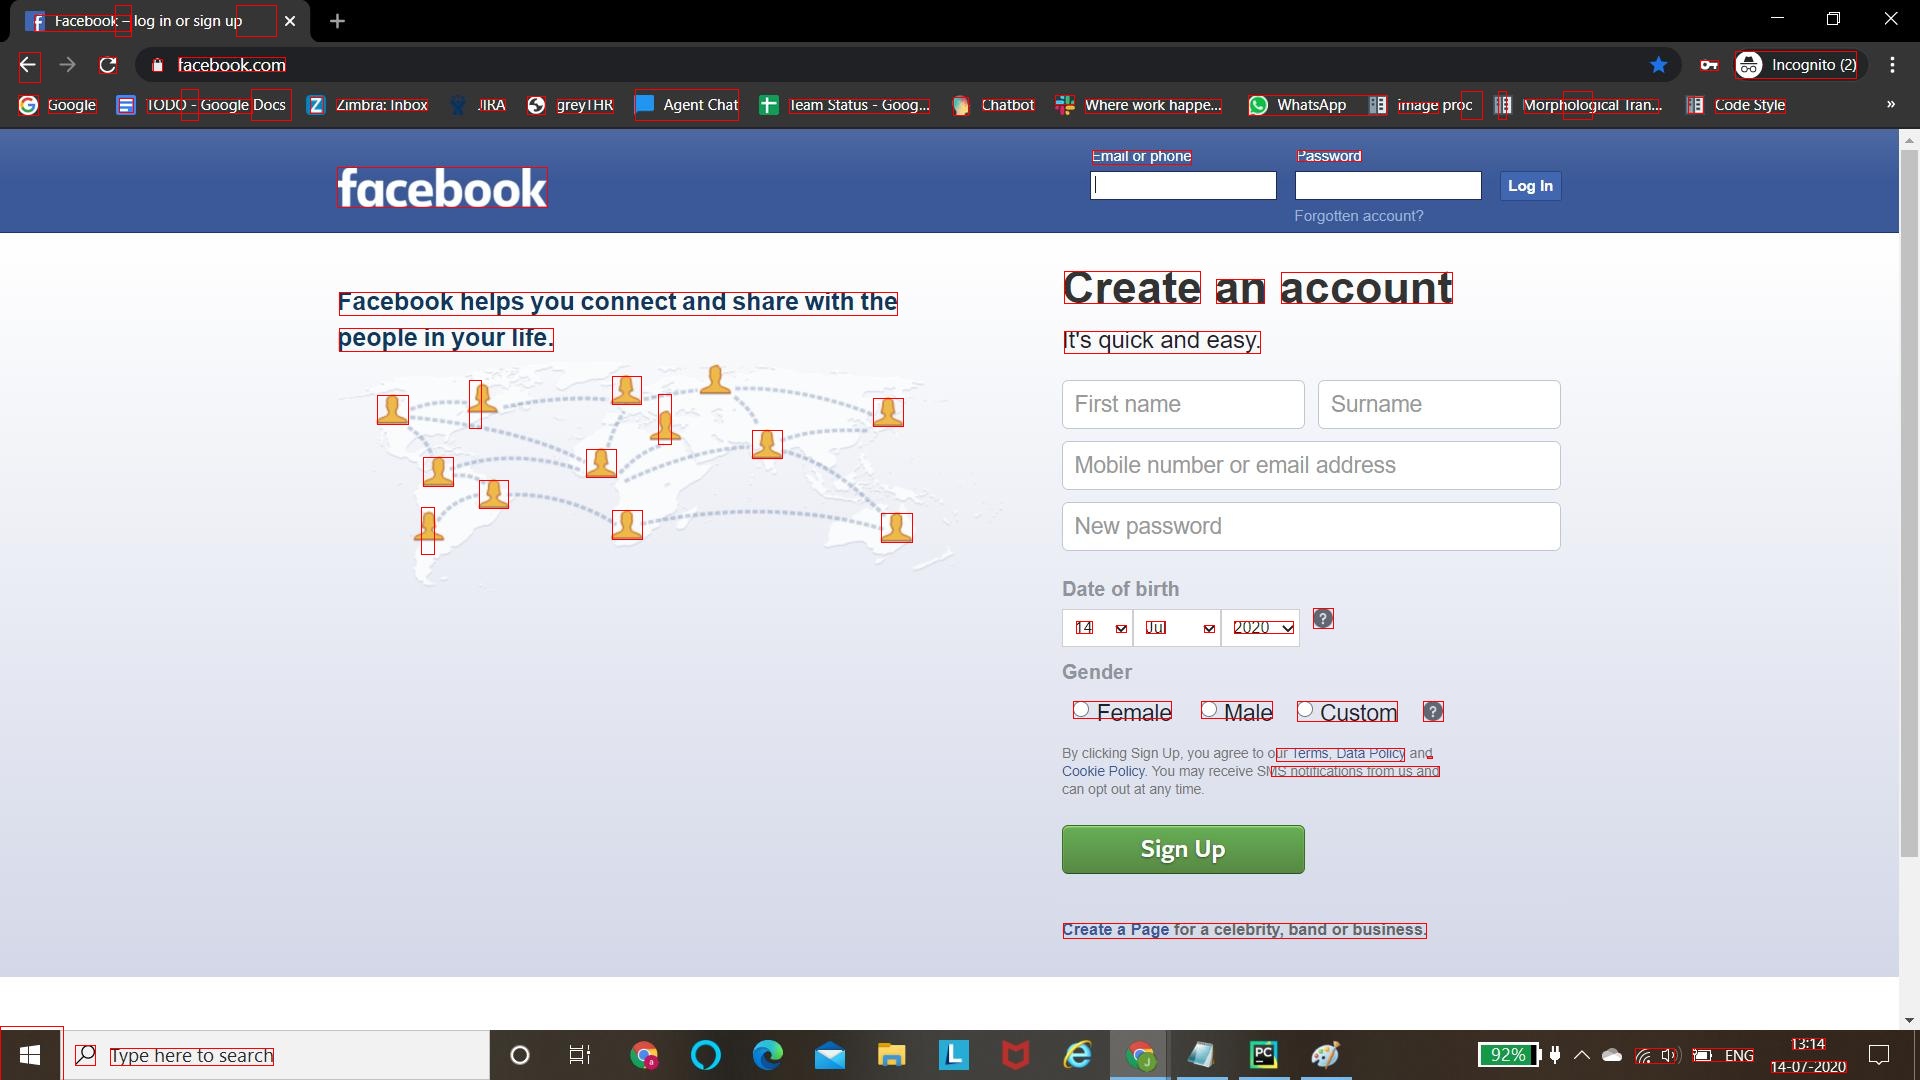 Facebook – log in or sign up
facebook.com
Incognito (2)
Google TODO - Google Docs Zimbra: Inbox JIRA greyTHR Agent Chat Team Status - Goog... Chatbot Where work happe... WhatsApp image proc Morphological Tran... Code Style »
facebook
Email or phone Password
Log In
Forgotten account?
Facebook helps you connect and share with the
people in your life.
Create an account
It's quick and easy.
First name Surname
Mobile number or email address
New password
Date of birth
14 Jul 2020 ?
Gender
Female Male Custom ?
By clicking Sign Up, you agree to our Terms, Data Policy and
Cookie Policy. You may receive SMS notifications from us and
can opt out at any time.
Sign Up
Create a Page for a celebrity, band or business.
Type here to search
a
L
J
PC
92%
ENG
13:14
14-07-2020